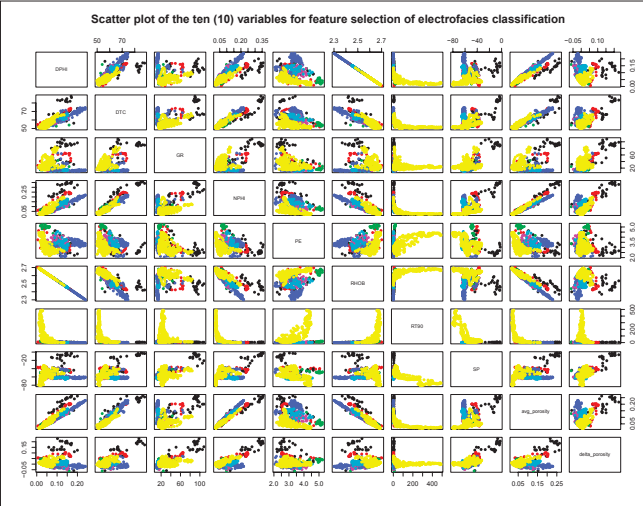 Scatter plot of the ten (10) variables for feature selection of electrofacies classification
50 70 0.05 0.20 0.35 2.3 2.5 2.7 −80 −40 0 −0.05 0.10
DPHI
0.00 0.15
DTC
50 70
GR
20 60
NPHI
0.05 0.25
PE
2.0 3.5 5.0
RHOB
2.3 2.5 2.7
RT90
0 200 500
SP
−80 −20
avg_porosity
0.05 0.20
delta_porosity
−0.05 0.15
0.00 0.10 0.20 20 60 100 2.0 3.0 4.0 5.0 0 200 400 0.05 0.15 0.25